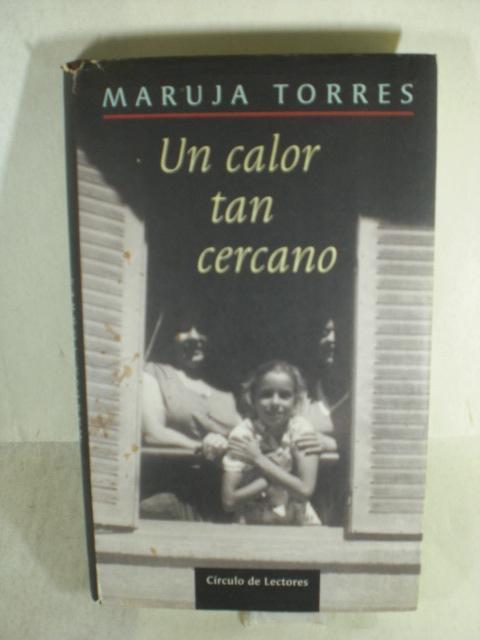 MARUJA TORRES
Un calor
tan
cercano
Círculo de Lectores